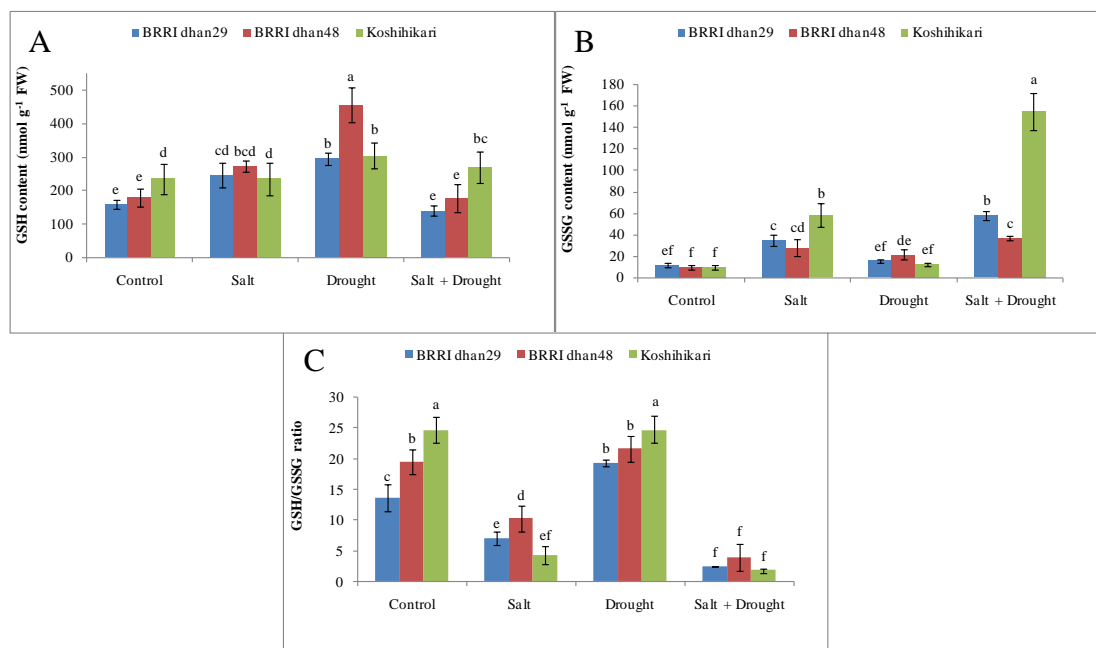 A
BRRI dhan29 BRRI dhan48 Koshihikari
GSH content (nmol g-1 FW)
500
400
300
200
100
0
e e d
cd bcd d
b a b
e e bc
Control Salt Drought Salt + Drought
B
BRRI dhan29 BRRI dhan48 Koshihikari
GSSG content (nmol g-1 FW)
180
160
140
120
100
80
60
40
20
0
ef f f
c cd b
ef de ef
b c a
Control Salt Drought Salt + Drought
C
BRRI dhan29 BRRI dhan48 Koshihikari
GSH/GSSG ratio
30
25
20
15
10
5
0
c b a
e d ef
b b a
f f f
Control Salt Drought Salt + Drought